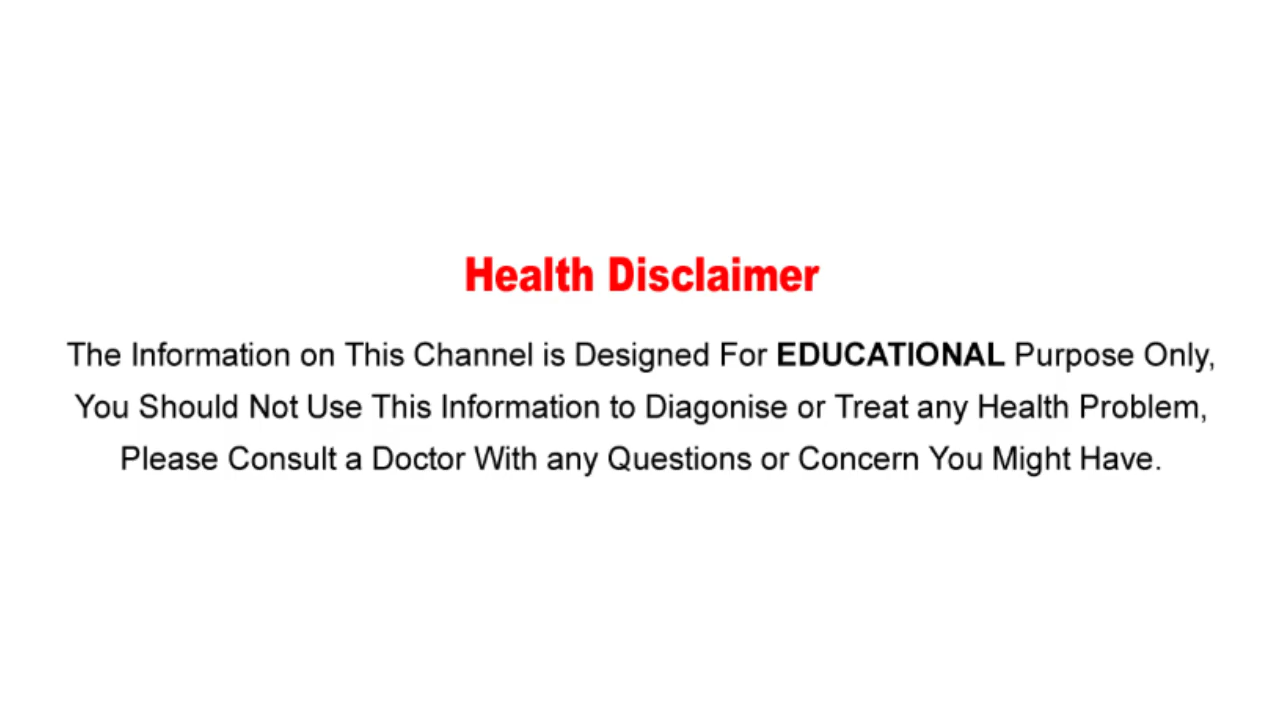 Health Disclaimer
The Information on This Channel is Designed For EDUCATIONAL Purpose Only,
You Should Not Use This Information to Diagonise or Treat any Health Problem,
Please Consult a Doctor With any Questions or Concern You Might Have.